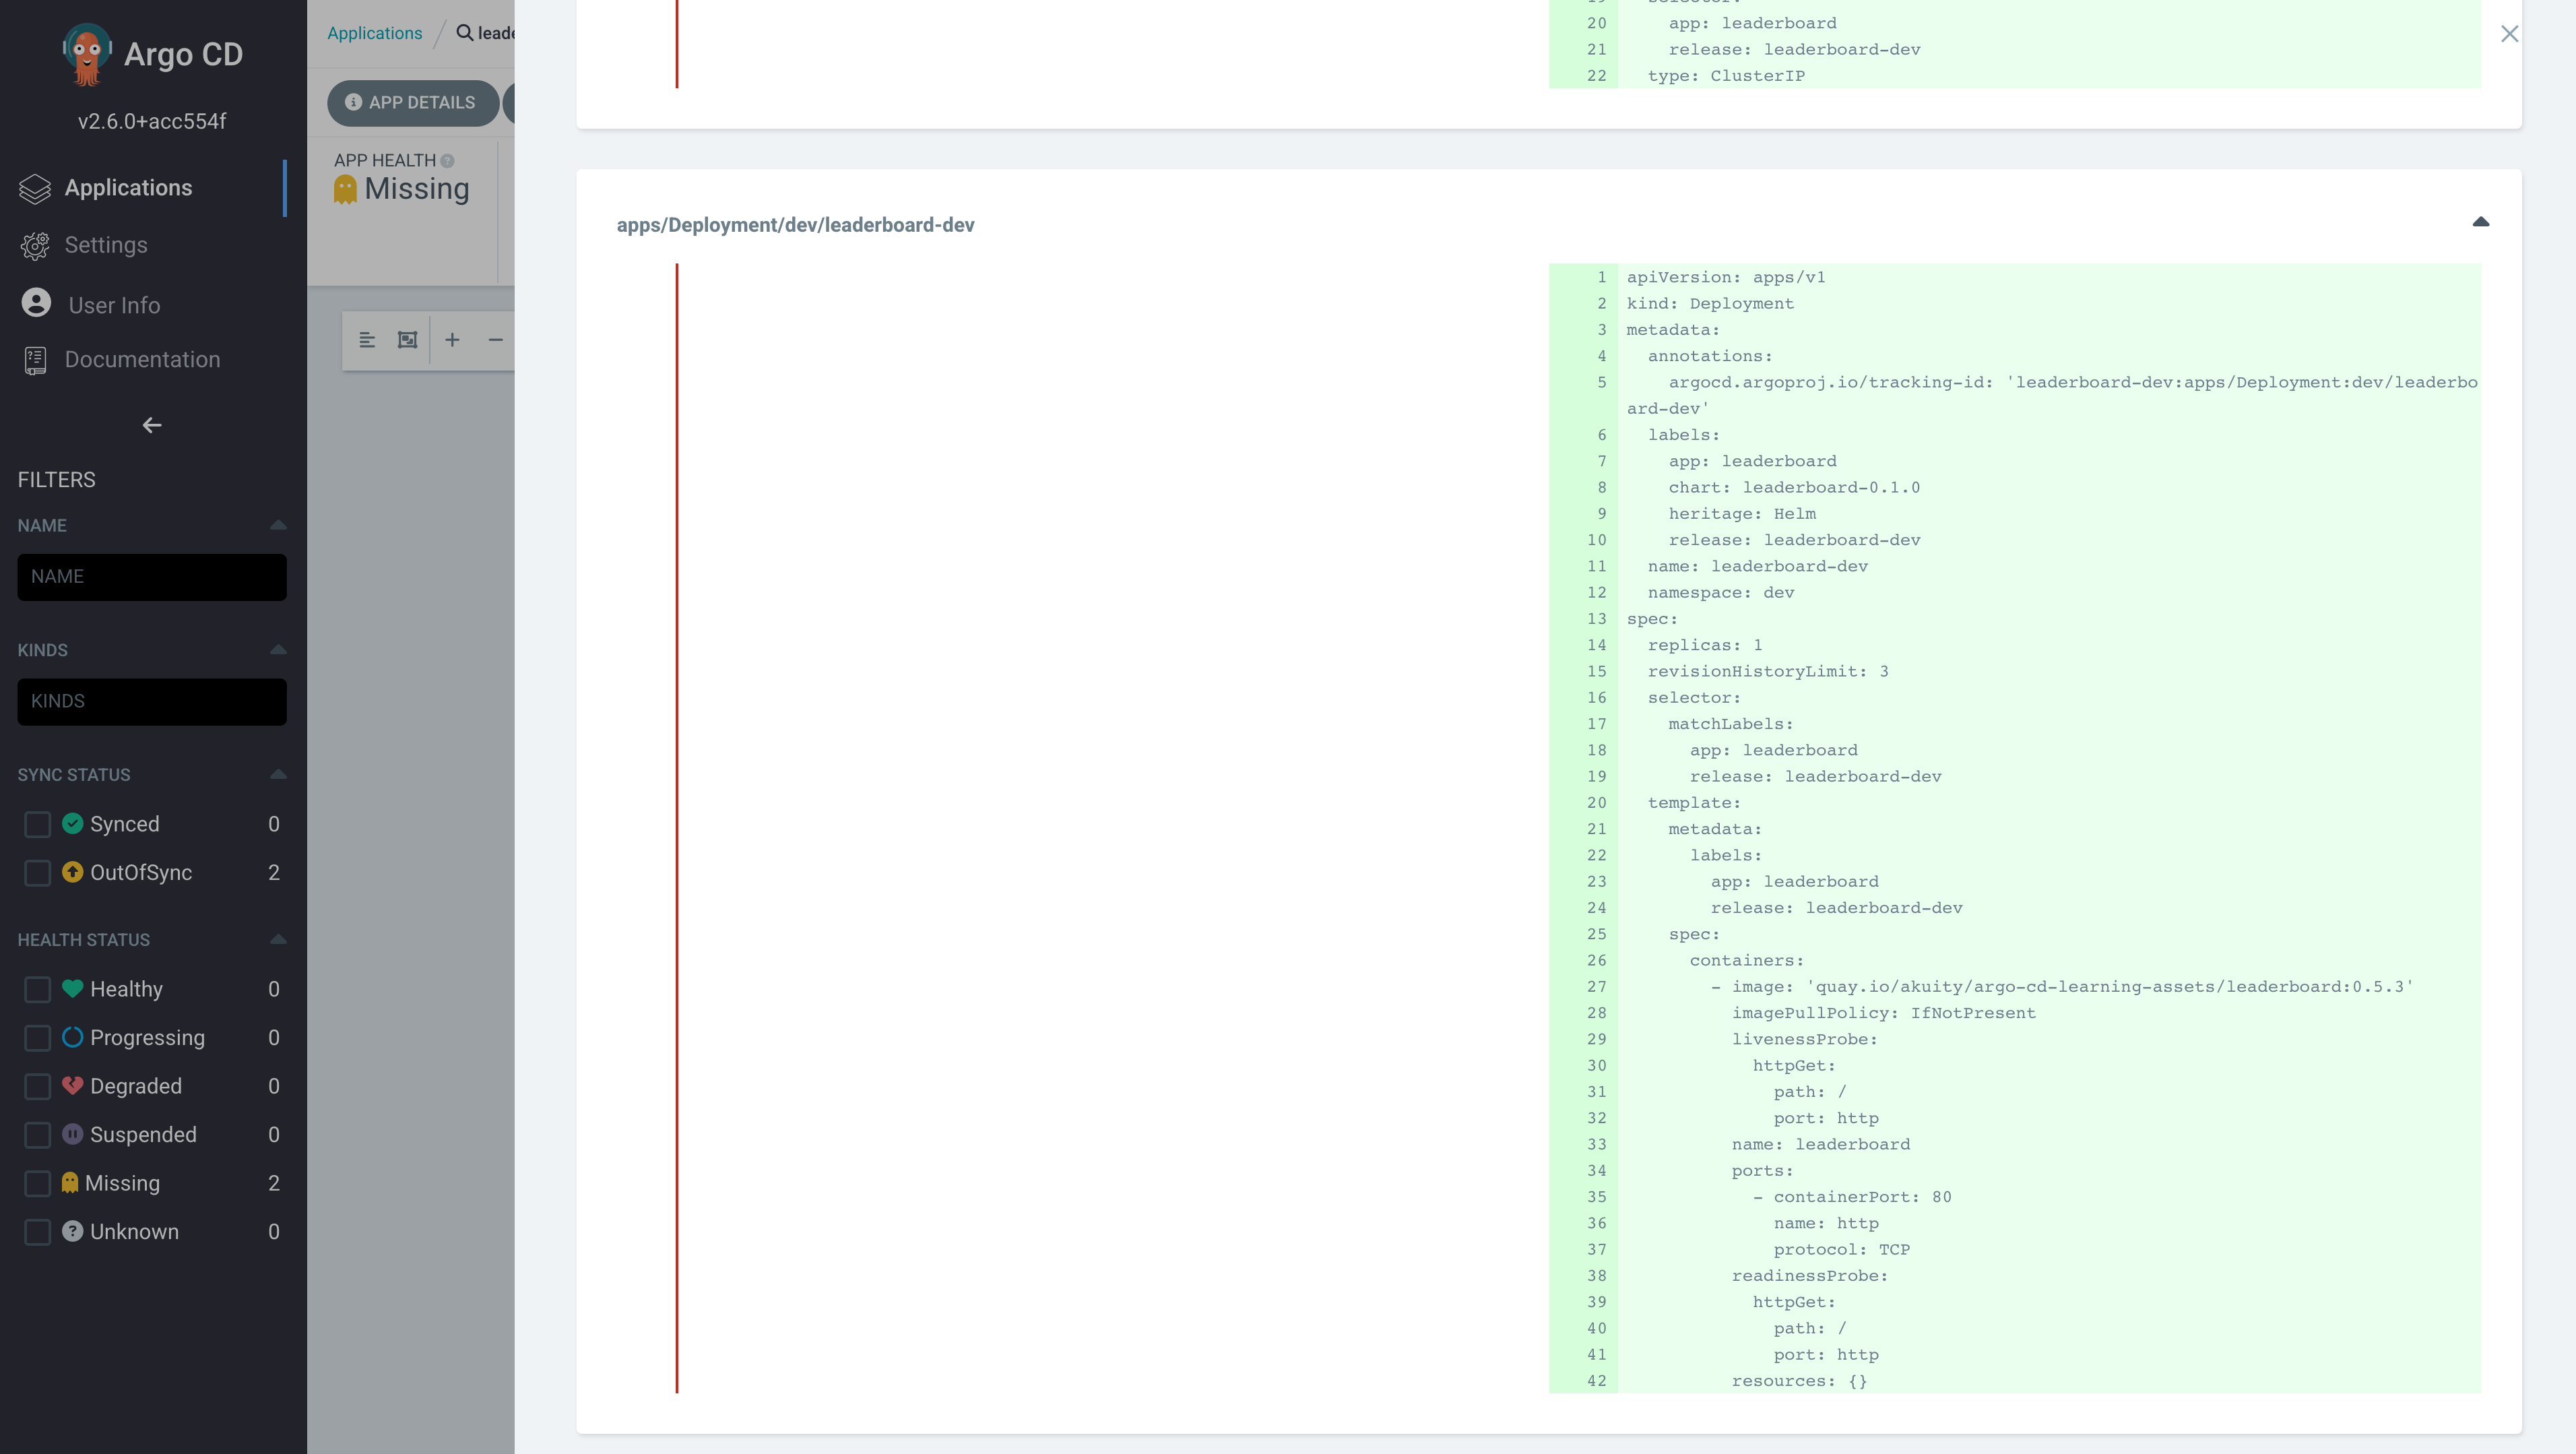 Argo CD
v2.6.0+acc554f
Applications
Settings
User Info
Documentation
FILTERS
NAME
NAME
KINDS
KINDS
SYNC STATUS
Synced 0
OutOfSync 2
HEALTH STATUS
Healthy 0
Progressing 0
Degraded 0
Suspended 0
Missing 2
Unknown 0
Applications / leade
APP DETAILS
APP HEALTH
Missing
20 app: leaderboard
21 release: leaderboard-dev
22 type: ClusterIP
apps/Deployment/dev/leaderboard-dev
1 apiVersion: apps/v1
2 kind: Deployment
3 metadata:
4 annotations:
5 argocd.argoproj.io/tracking-id: 'leaderboard-dev:apps/Deployment:dev/leaderbo
ard-dev'
6 labels:
7 app: leaderboard
8 chart: leaderboard-0.1.0
9 heritage: Helm
10 release: leaderboard-dev
11 name: leaderboard-dev
12 namespace: dev
13 spec:
14 replicas: 1
15 revisionHistoryLimit: 3
16 selector:
17 matchLabels:
18 app: leaderboard
19 release: leaderboard-dev
20 template:
21 metadata:
22 labels:
23 app: leaderboard
24 release: leaderboard-dev
25 spec:
26 containers:
27 - image: 'quay.io/akuity/argo-cd-learning-assets/leaderboard:0.5.3'
28 imagePullPolicy: IfNotPresent
29 livenessProbe:
30 httpGet:
31 path: /
32 port: http
33 name: leaderboard
34 ports:
35 - containerPort: 80
36 name: http
37 protocol: TCP
38 readinessProbe:
39 httpGet:
40 path: /
41 port: http
42 resources: {}